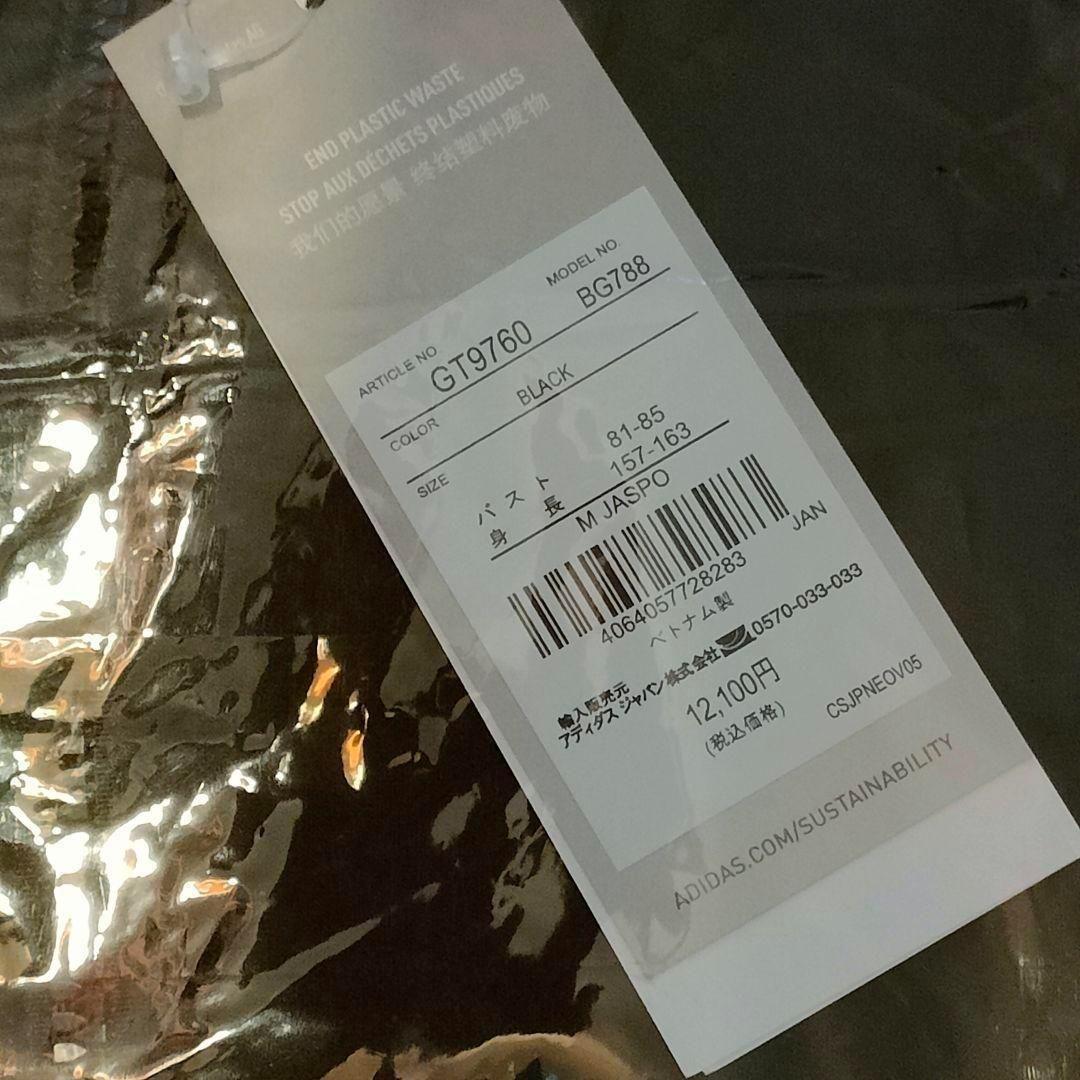 END PLASTIC WASTE
STOP AUX DÉCHETS PLASTIQUES
我们的愿景 终结塑料废物
MODEL NO.
ARTICLE NO
GT9760 BG788
COLOR BLACK
SIZE
バスト 81-85
身長 157-163
M JASPO
4064057728283 JAN
ベトナム製
輸入販売元
アディダス ジャパン株式会社 0570-033-033
12,100円
(税込価格)
CSJPNEOV05
ADIDAS.COM/SUSTAINABILITY